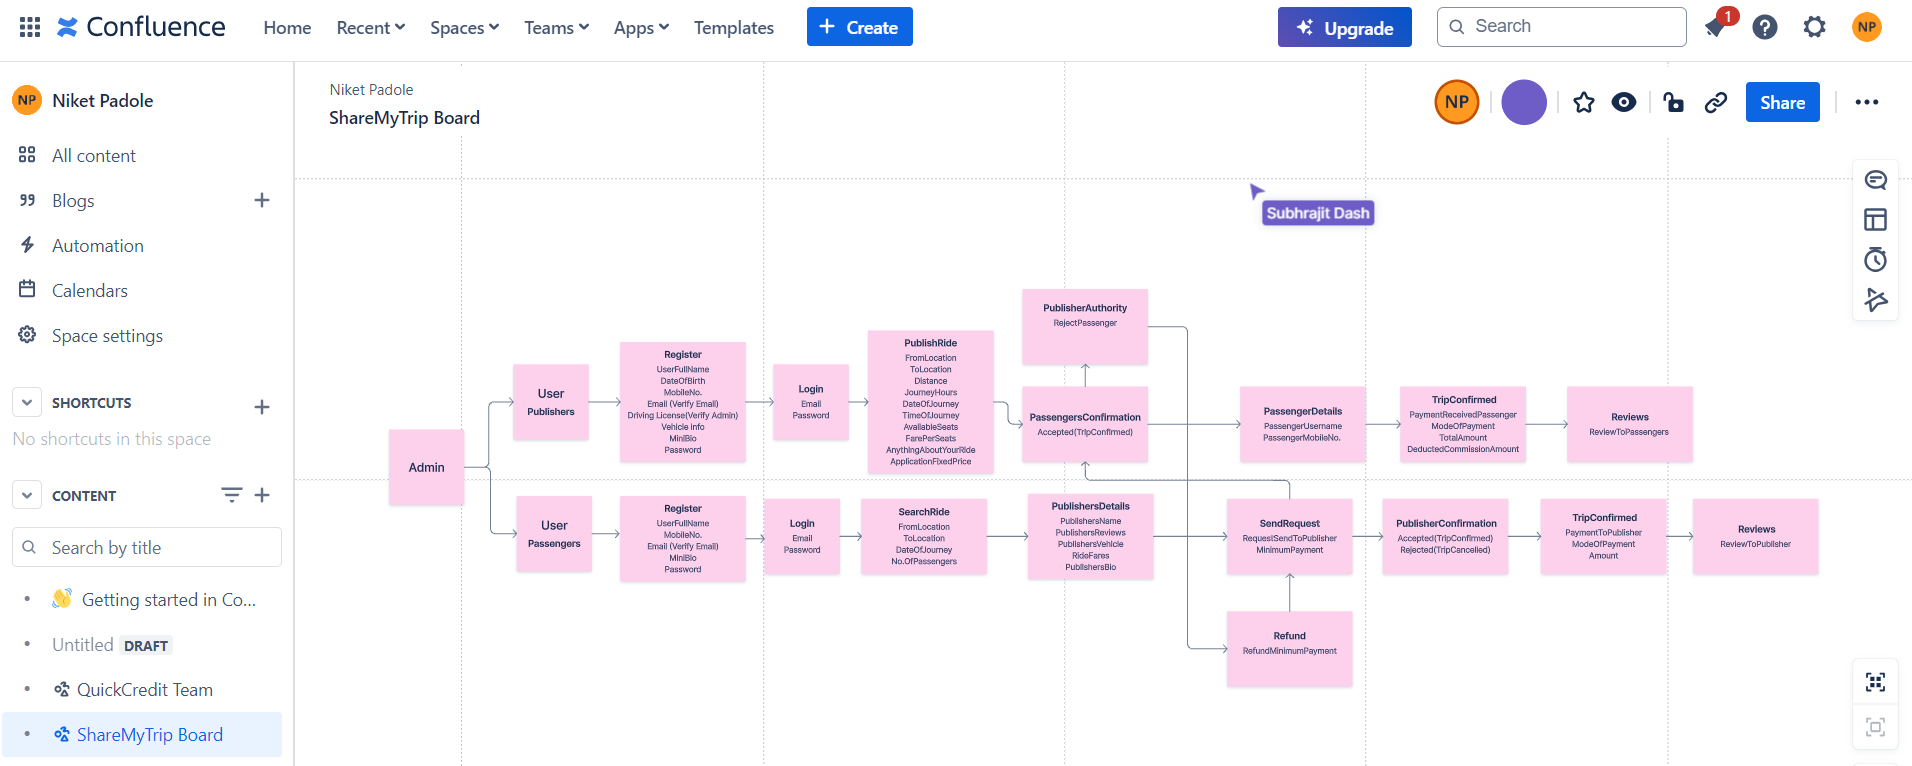 Confluence
Home
Recent
Spaces
Teams
Apps
Templates
+ Create
Upgrade
Search
1
NP
NP
Niket Padole
All content
Blogs
Automation
Calendars
Space settings
SHORTCUTS
No shortcuts in this space
CONTENT
Search by title
Getting started in Co...
Untitled DRAFT
QuickCredit Team
ShareMyTrip Board
Niket Padole
ShareMyTrip Board
NP
Share
Subhrajit Dash
Admin
User
Publishers
Register
UserFullName
DateOfBirth
MobileNo.
Email (Verify Email)
Driving License(Verify Admin)
Vehicle Info
MiniBio
Password
Login
Email
Password
PublishRide
FromLocation
ToLocation
Distance
JourneyHours
DateOfJourney
TimeOfJourney
AvailableSeats
FarePerSeats
AnythingAboutYourRide
ApplicationFixedPrice
PublisherAuthority
RejectPassenger
PassengersConfirmation
Accepted(TripConfirmed)
PassengerDetails
PassengerUsername
PassengerMobileNo.
TripConfirmed
PaymentReceivedPassenger
ModeOfPayment
TotalAmount
DeductedCommissionAmount
Reviews
ReviewToPassengers
User
Passengers
Register
UserFullName
MobileNo.
Email (Verify Email)
MiniBio
Password
Login
Email
Password
SearchRide
FromLocation
ToLocation
DateOfJourney
No.OfPassengers
PublishersDetails
PublishersName
PublishersReviews
PublishersVehicle
RideFares
PublishersBio
SendRequest
RequestSendToPublisher
MinimumPayment
PublisherConfirmation
Accepted(TripConfirmed)
Rejected(TripCancelled)
TripConfirmed
PaymentToPublisher
ModeOfPayment
Amount
Reviews
ReviewToPublisher
Refund
RefundMinimumPayment